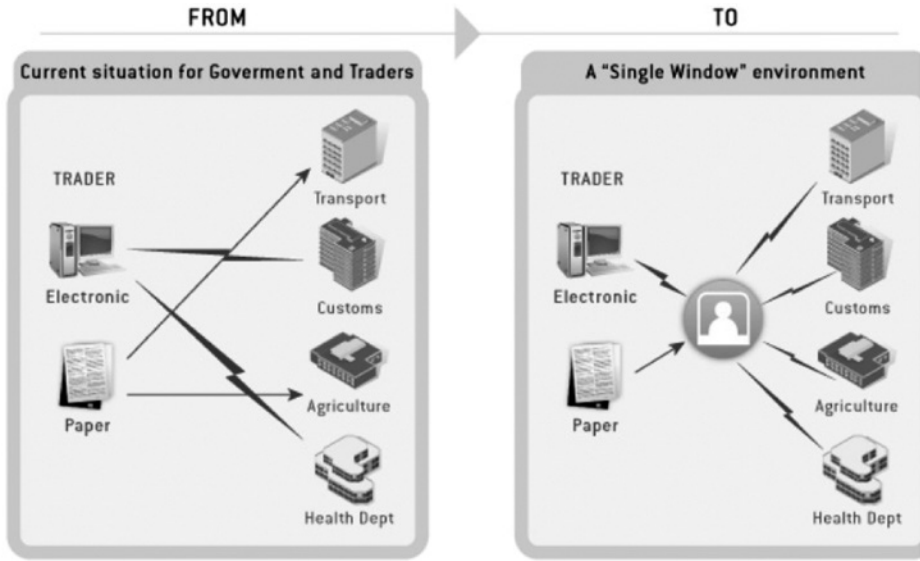 FROM
TO
Current situation for Goverment and Traders
A “Single Window” environment
TRADER
Electronic
Paper
Transport
Customs
Agriculture
Health Dept
TRADER
Electronic
Paper
Transport
Customs
Agriculture
Health Dept